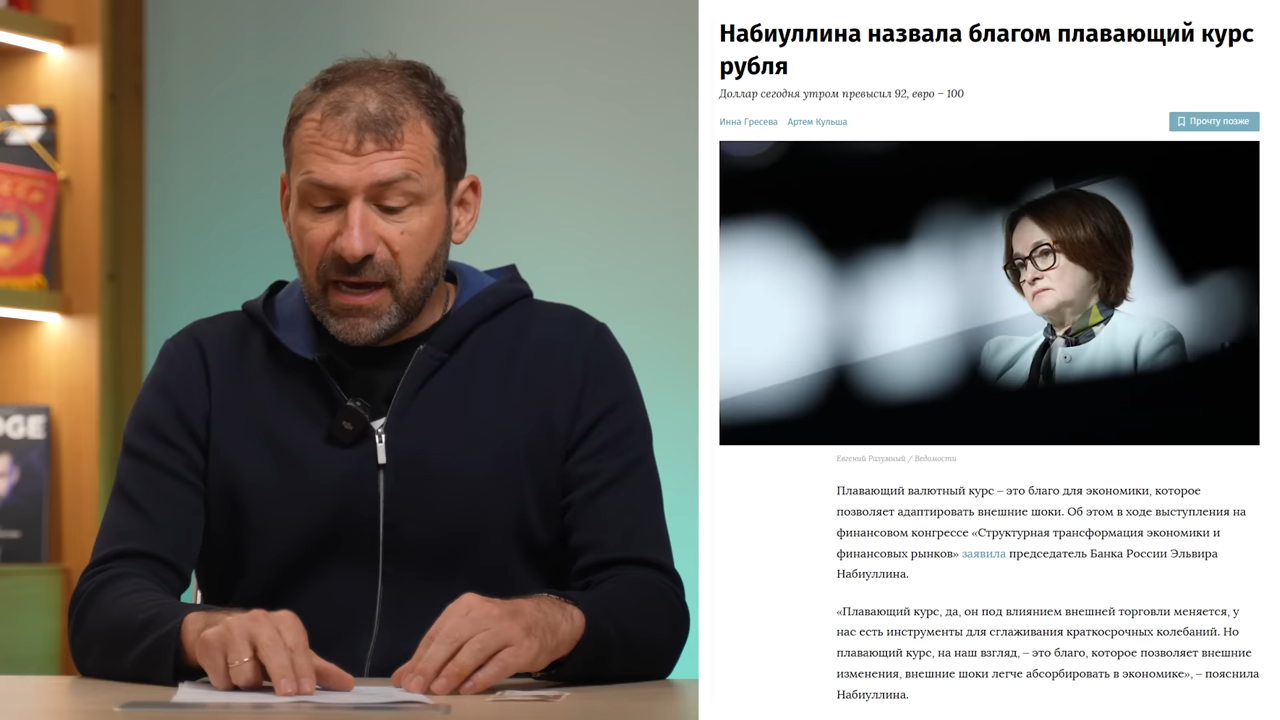 Набиуллина назвала благом плавающий курс
рубля
Доллар сегодня утром превысил 92, евро – 100
Инна Гресева Артем Кульша
Прочту позже
Евгений Разумный / Ведомости
Плавающий валютный курс – это благо для экономики, которое
позволяет адаптировать внешние шоки. Об этом в ходе выступления на
финансовом конгрессе «Структурная трансформация экономики и
финансовых рынков» заявила председатель Банка России Эльвира
Набиуллина.
«Плавающий курс, да, он под влиянием внешней торговли меняется, у
нас есть инструменты для сглаживания краткосрочных колебаний. Но
плавающий курс, на наш взгляд, – это благо, которое позволяет внешние
изменения, внешние шоки легче абсорбировать в экономике», – пояснила
Набиуллина.